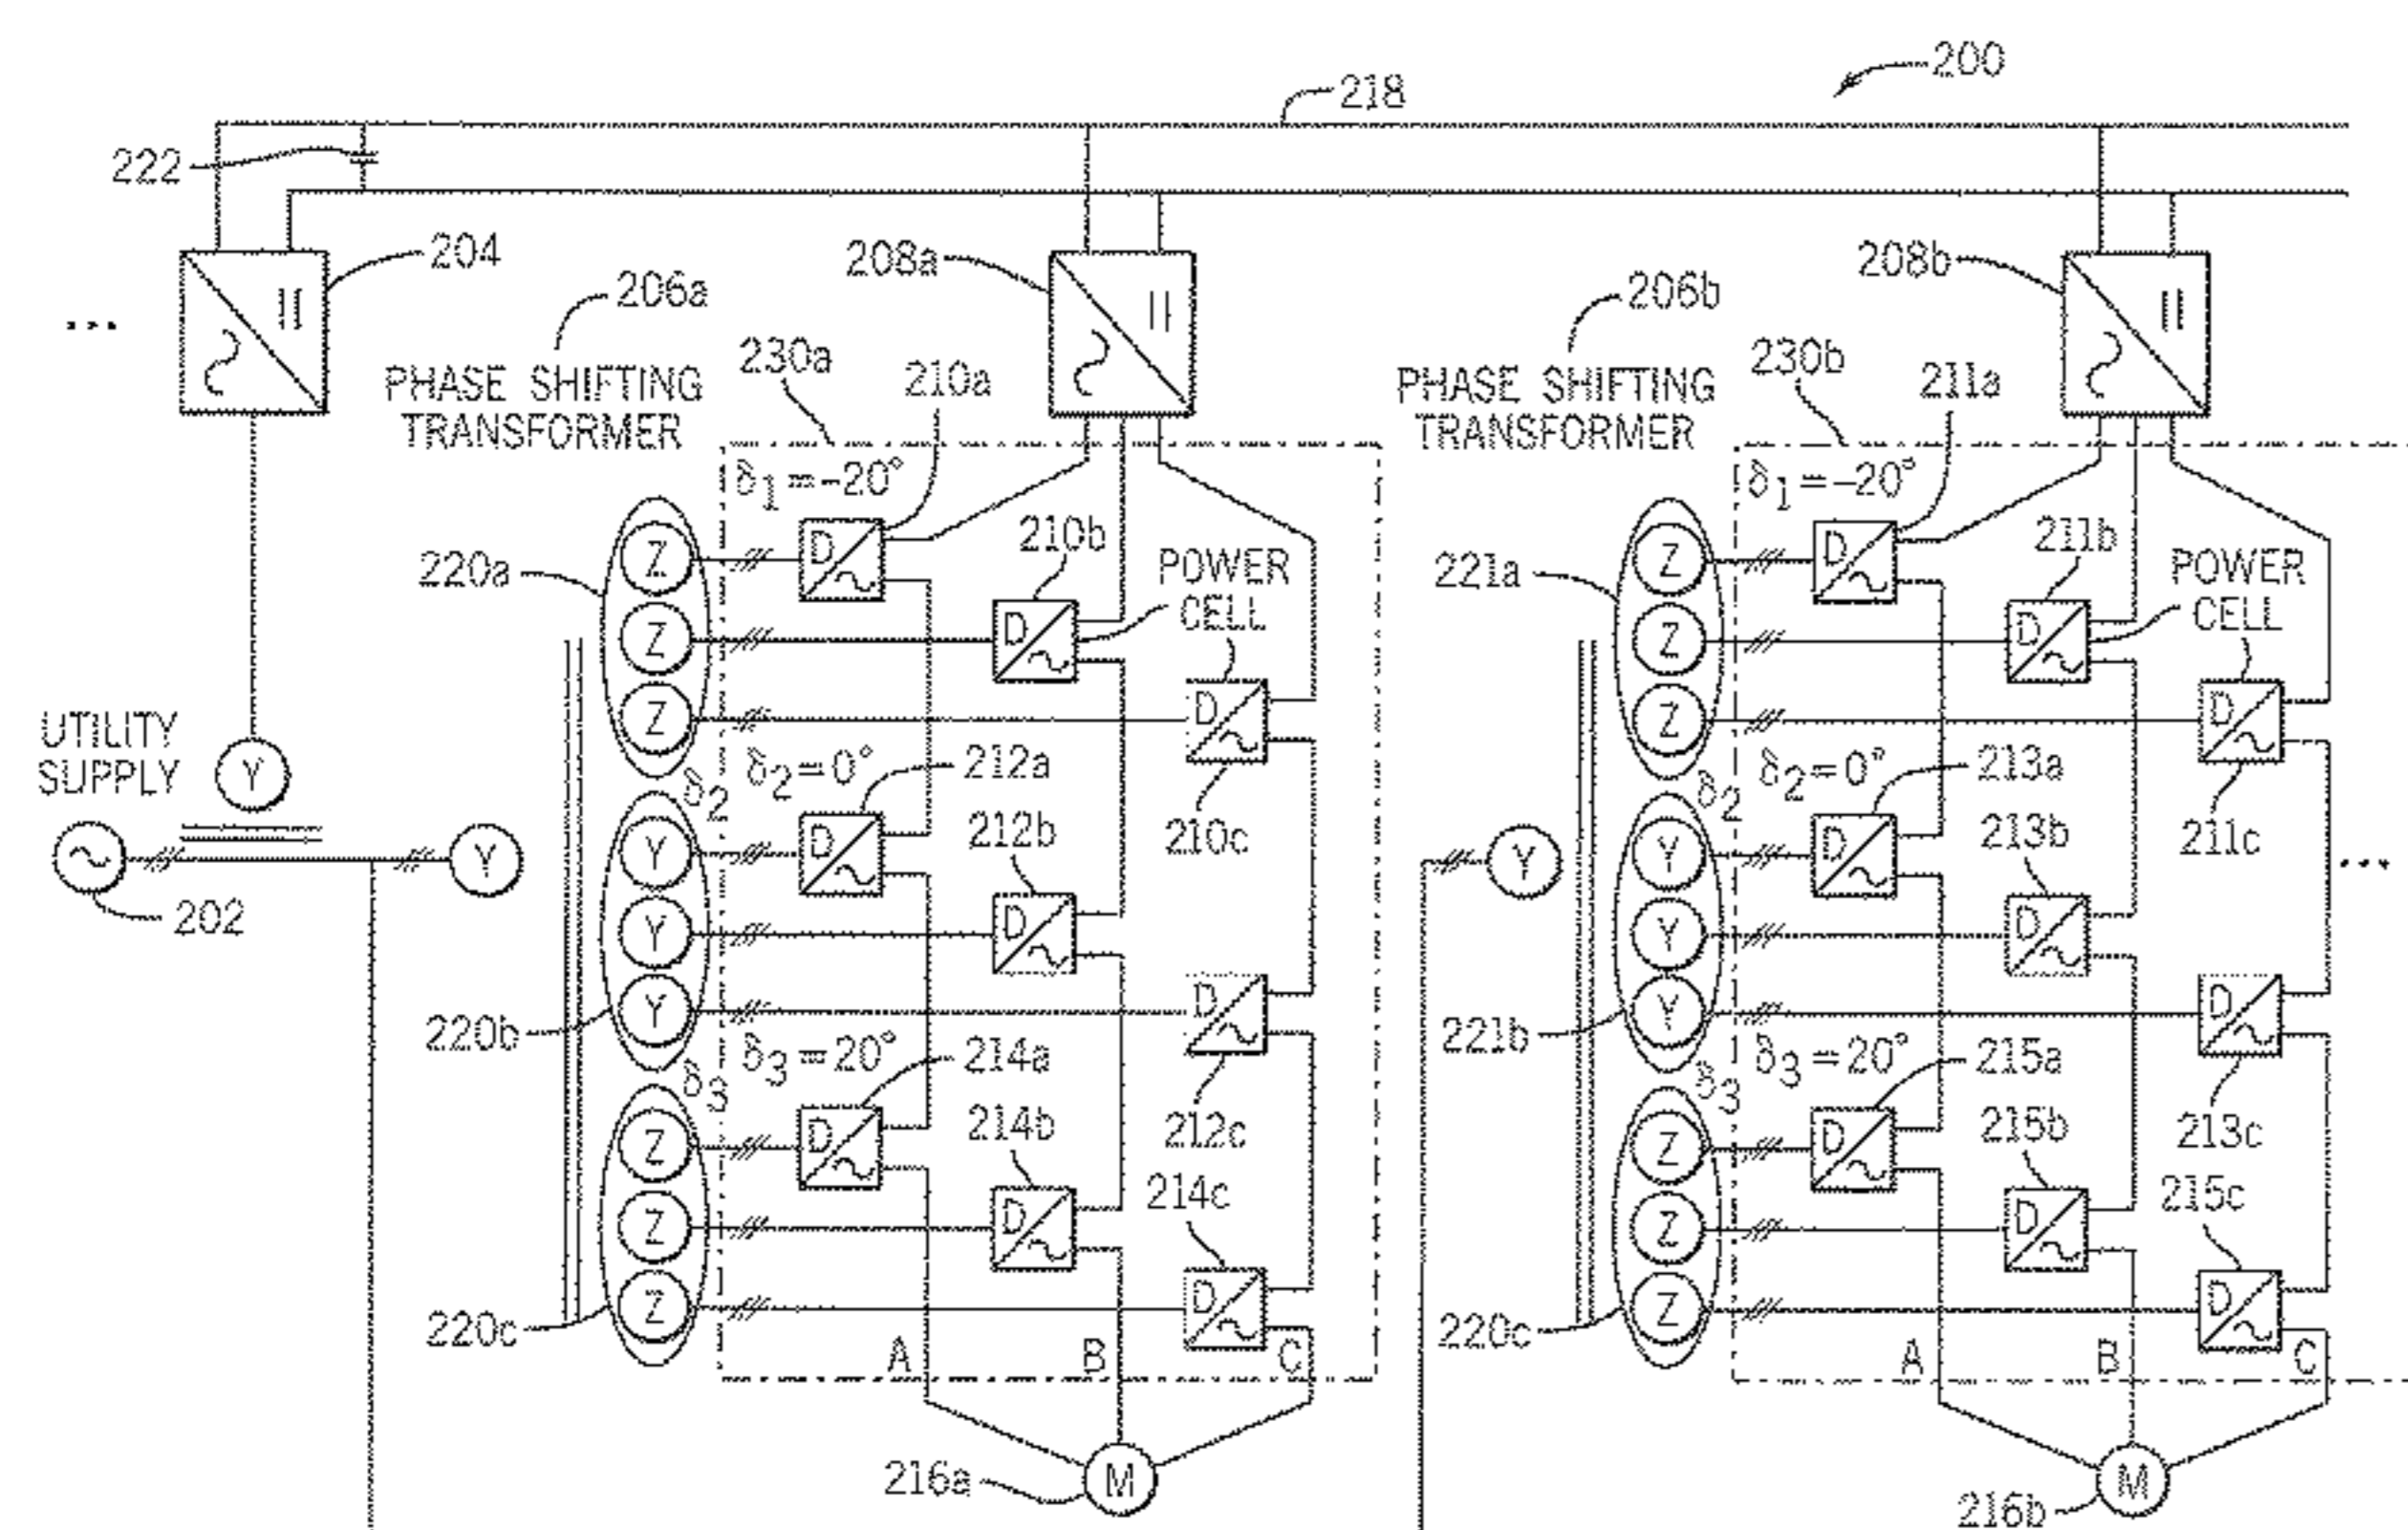 200
218
222
204
208a
208b
206a
206b
PHASE SHIFTING
TRANSFORMER
230a
210a
PHASE SHIFTING
TRANSFORMER
230b
211a
δ1=-20°
δ1=-20°
D
D
220a
Z
210b
POWER
CELL
221a
Z
211b
POWER
CELL
Z
D
Z
D
Z
D
Z
D
UTILITY
SUPPLY
Y
δ2
δ2=0°
212a
δ2
δ2=0°
213a
212b
210c
213b
211c
...
...
Y
Y
D
Y
Y
D
202
Y
D
Y
D
220b
Y
D
221b
Y
D
δ3
δ3=20°
214a
δ3
δ3=20°
215a
214b
212c
215b
213c
Z
D
214c
Z
D
215c
Z
D
Z
D
220c
Z
D
220c
Z
D
A
B
C
A
B
C
216a
M
216b
M